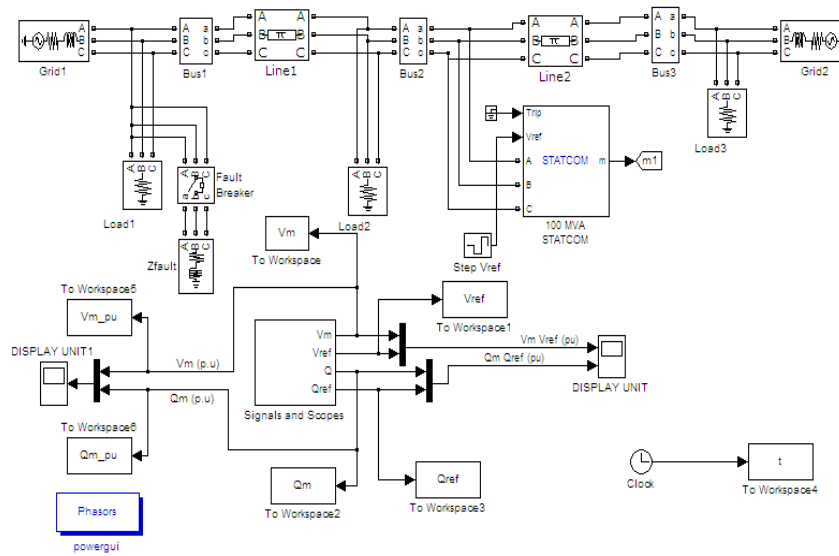 A
B
C
Grid1
A a
B b
C c
Bus1
A A
B π B
C C
Line1
A a
B b
C c
Bus2
A A
B π B
C C
Line2
A a
B b
C c
Bus3
A
B
C
Grid2
A B C
Load1
A B C
a b c
Fault
Breaker
A B C
Zfault
A B C
Load2
A B C
Load3
Trip
Vref
A
B
C
STATCOM
m
m1
100 MVA
STATCOM
Step Vref
Vm
To Workspace
To Workspace5
Vm_pu
Vref
To Workspace1
DISPLAY UNIT1
Vm (p.u)
Qm (p.u)
Vm
Vref
Q
Qref
Signals and Scopes
Vm Vref (pu)
Qm Qref (pu)
DISPLAY UNIT
To Workspace6
Qm_pu
Qm
To Workspace2
Qref
To Workspace3
Clock
t
To Workspace4
Phasors
powergui